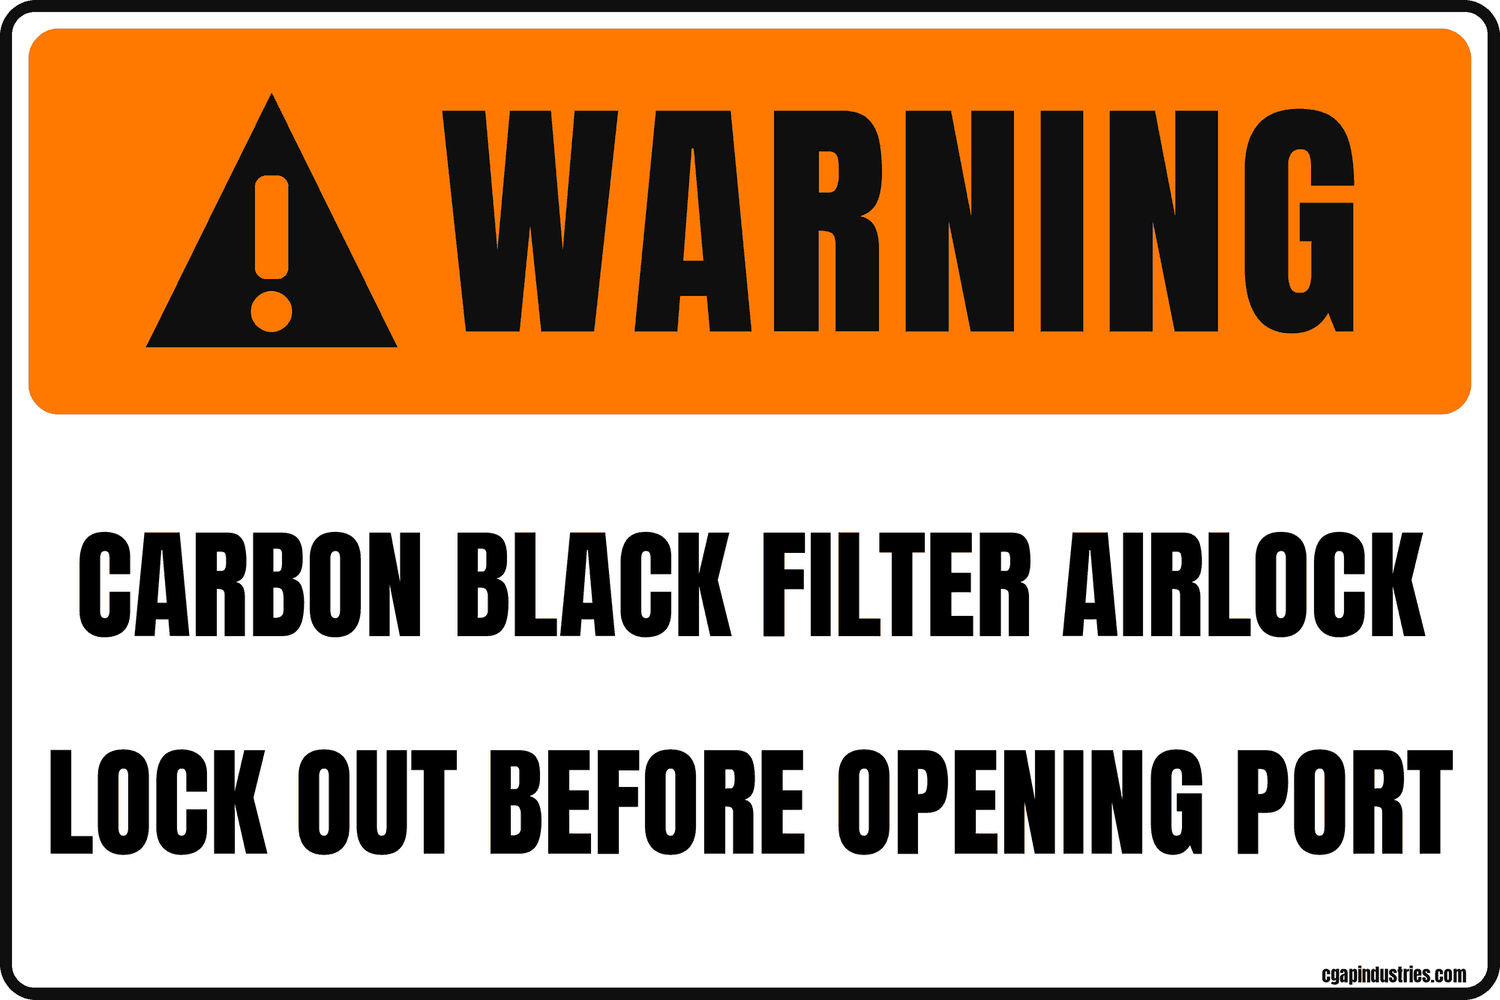 WARNING
CARBON BLACK FILTER AIRLOCK
LOCK OUT BEFORE OPENING PORT
cgapindustries.com